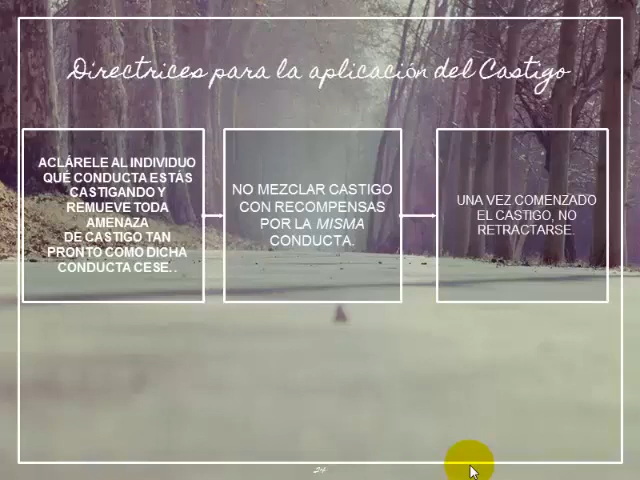 Directrices para la aplicación del Castigo
ACLÁRELE AL INDIVIDUO
QUÉ CONDUCTA ESTÁS
CASTIGANDO Y
REMUEVE TODA
AMENAZA
DE CASTIGO TAN
PRONTO COMO DICHA
CONDUCTA CESE. .
NO MEZCLAR CASTIGO
CON RECOMPENSAS
POR LA MISMA
CONDUCTA.
UNA VEZ COMENZADO
EL CASTIGO, NO
RETRACTARSE.
24